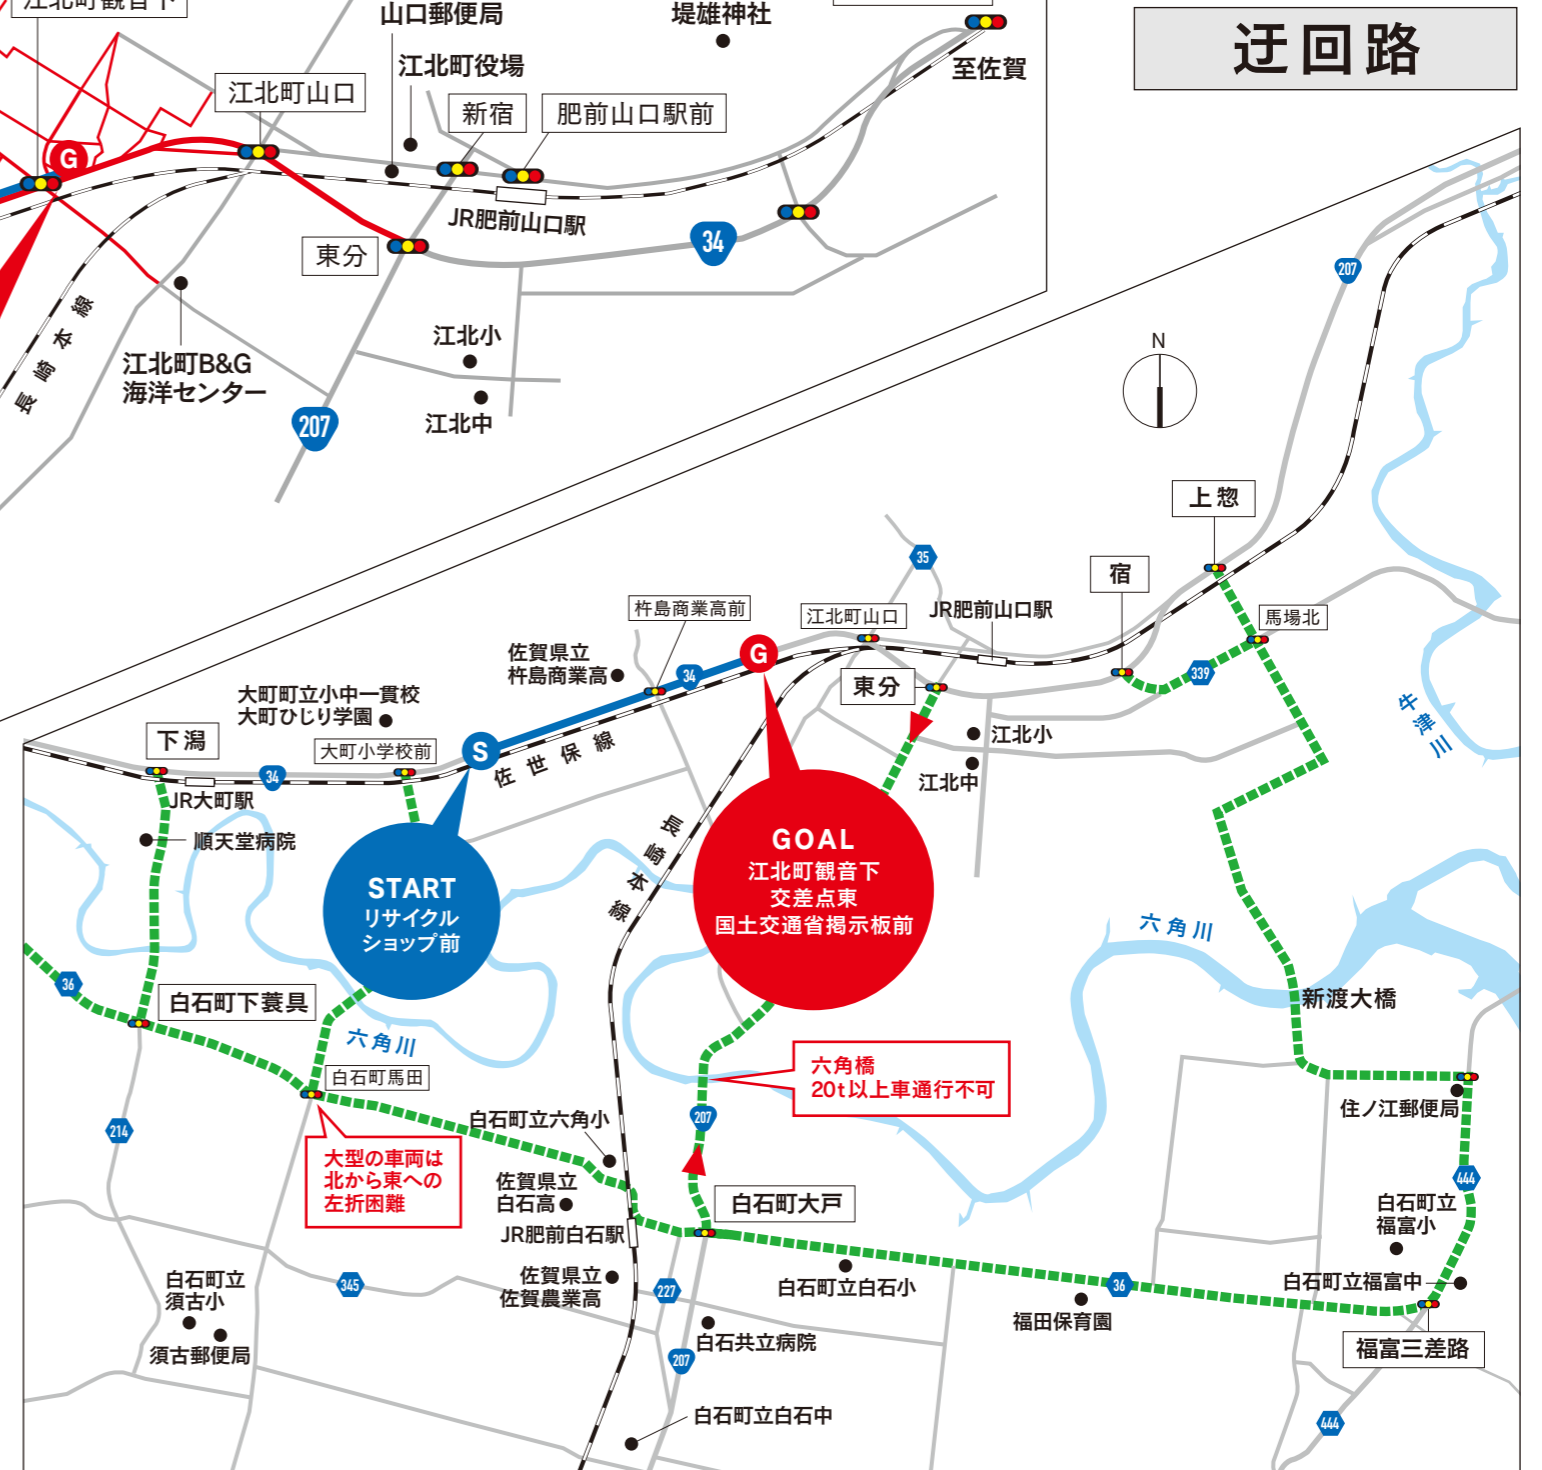 江北町観音下
山口郵便局
堤雄神社
迂回路
江北町役場
至佐賀
江北町山口
新宿
肥前山口駅前
G
JR肥前山口駅
東分
34
長崎本線
江北町B&G
海洋センター
江北小
江北中
207
207
N
上惣
35
宿
杵島商業高前
江北町山口
JR肥前山口駅
馬場北
佐賀県立
杵島商業高
G
34
東分
339
大町町立小中一貫校
大町ひじり学園
牛津川
下潟
大町小学校前
S
佐世保線
江北小
34
JR大町駅
江北中
順天堂病院
長崎本線
GOAL
江北町観音下
交差点東
国土交通省掲示板前
START
リサイクル
ショップ前
六角川
36
白石町下蓑具
新渡大橋
六角川
白石町馬田
六角橋
20t以上車通行不可
住ノ江郵便局
207
214
白石町立六角小
大型の車両は
北から東への
左折困難
佐賀県立
白石高
444
白石町大戸
白石町立
福富小
JR肥前白石駅
白石町立
須古小
345
佐賀県立
佐賀農業高
227
白石町立白石小
36
白石町立福富中
福田保育園
須古郵便局
白石共立病院
207
福富三差路
白石町立白石中
444